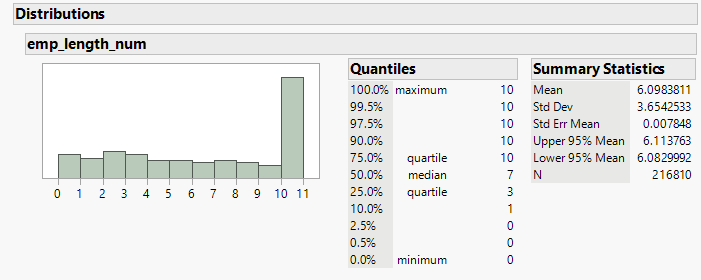 Distributions
emp_length_num
0 1 2 3 4 5 6 7 8 9 10 11
Quantiles
100.0% maximum 10
99.5% 10
97.5% 10
90.0% 10
75.0% quartile 10
50.0% median 7
25.0% quartile 3
10.0% 1
2.5% 0
0.5% 0
0.0% minimum 0
Summary Statistics
Mean 6.0983811
Std Dev 3.6542533
Std Err Mean 0.007848
Upper 95% Mean 6.113763
Lower 95% Mean 6.0829992
N 216810